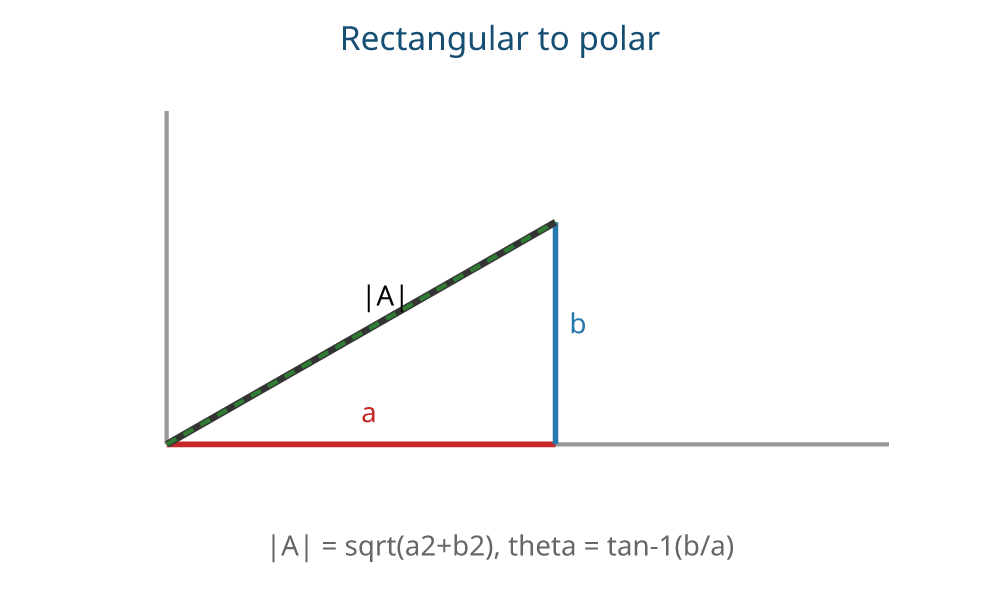 Rectangular to polar
|A|
b
a
|A| = sqrt(a2+b2), theta = tan-1(b/a)